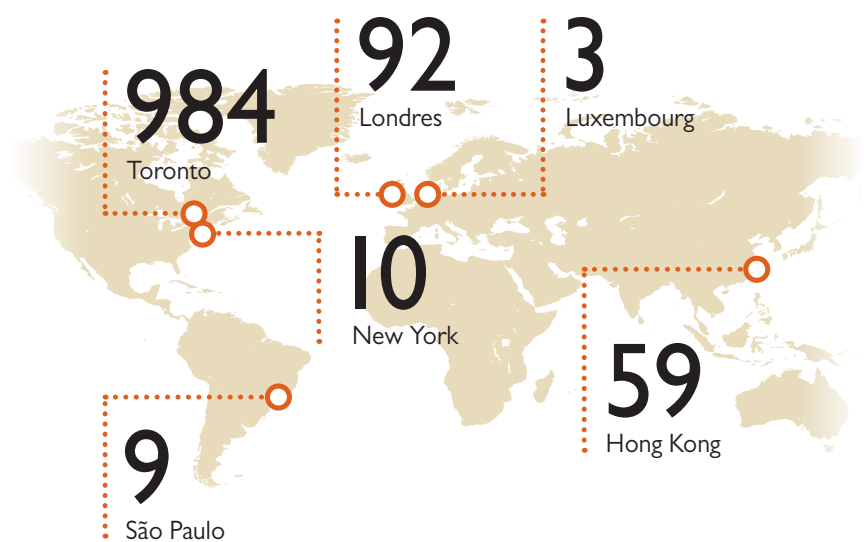 92
Londres
3
Luxembourg
984
Toronto
10
New York
59
Hong Kong
9
São Paulo